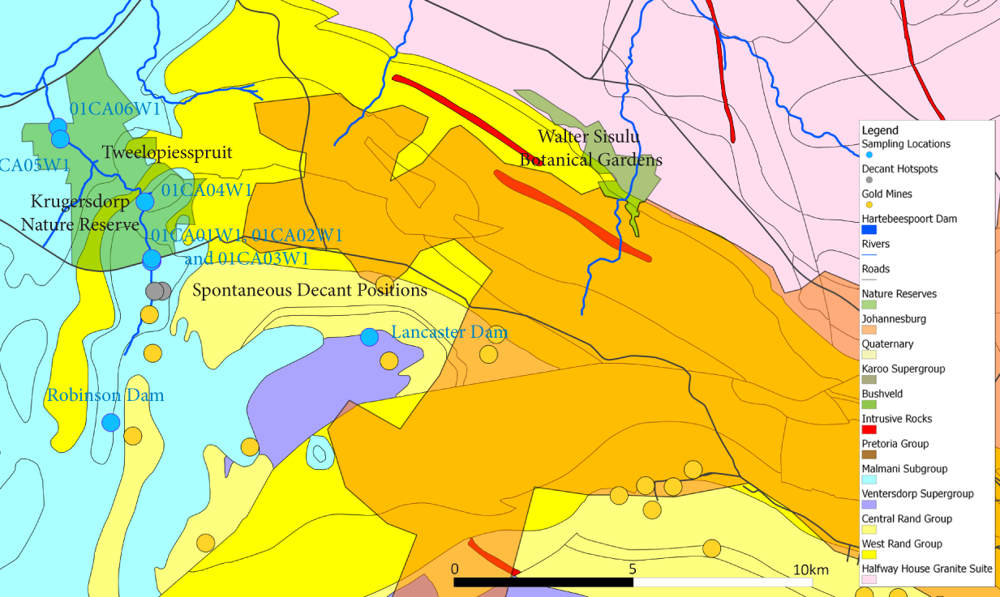 01CA06W1
Tweelopiesspruit
CA05W1
01CA04W1
Krugersdorp
Nature Reserve
01CA01W1, 01CA02W1
and 01CA03W1
Spontaneous Decant Positions
Walter Sisulu
Botanical Gardens
Lancaster Dam
Robinson Dam
0 5 10km
Legend
Sampling Locations
Decant Hotspots
Gold Mines
Hartebeespoort Dam
Rivers
Roads
Nature Reserves
Johannesburg
Quaternary
Karoo Supergroup
Bushveld
Intrusive Rocks
Pretoria Group
Malmani Subgroup
Ventersdorp Supergroup
Central Rand Group
West Rand Group
Halfway House Granite Suite